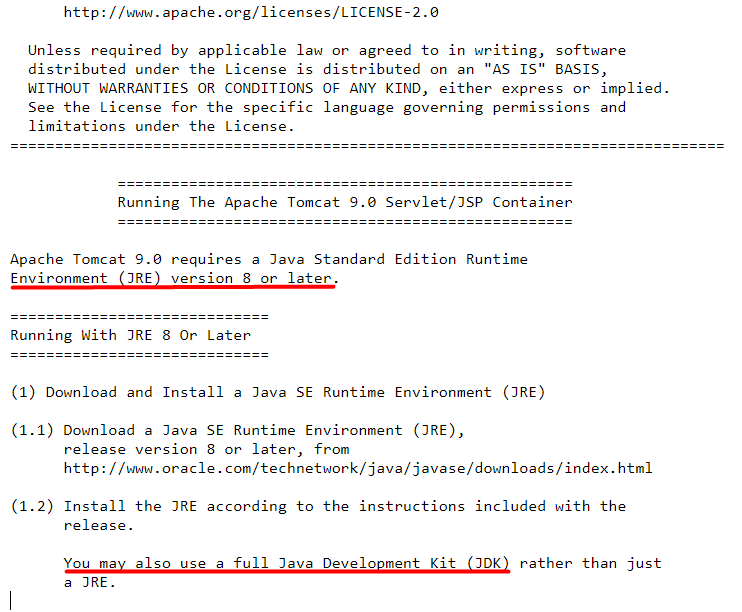 http://www.apache.org/licenses/LICENSE-2.0
Unless required by applicable law or agreed to in writing, software
distributed under the License is distributed on an "AS IS" BASIS,
WITHOUT WARRANTIES OR CONDITIONS OF ANY KIND, either express or implied.
See the License for the specific language governing permissions and
limitations under the License.
================================================================================
===================================================
Running The Apache Tomcat 9.0 Servlet/JSP Container
===================================================
Apache Tomcat 9.0 requires a Java Standard Edition Runtime
Environment (JRE) version 8 or later.
=============================
Running With JRE 8 Or Later
=============================
(1) Download and Install a Java SE Runtime Environment (JRE)
(1.1) Download a Java SE Runtime Environment (JRE),
release version 8 or later, from
http://www.oracle.com/technetwork/java/javase/downloads/index.html
(1.2) Install the JRE according to the instructions included with the
release.
You may also use a full Java Development Kit (JDK) rather than just
a JRE.